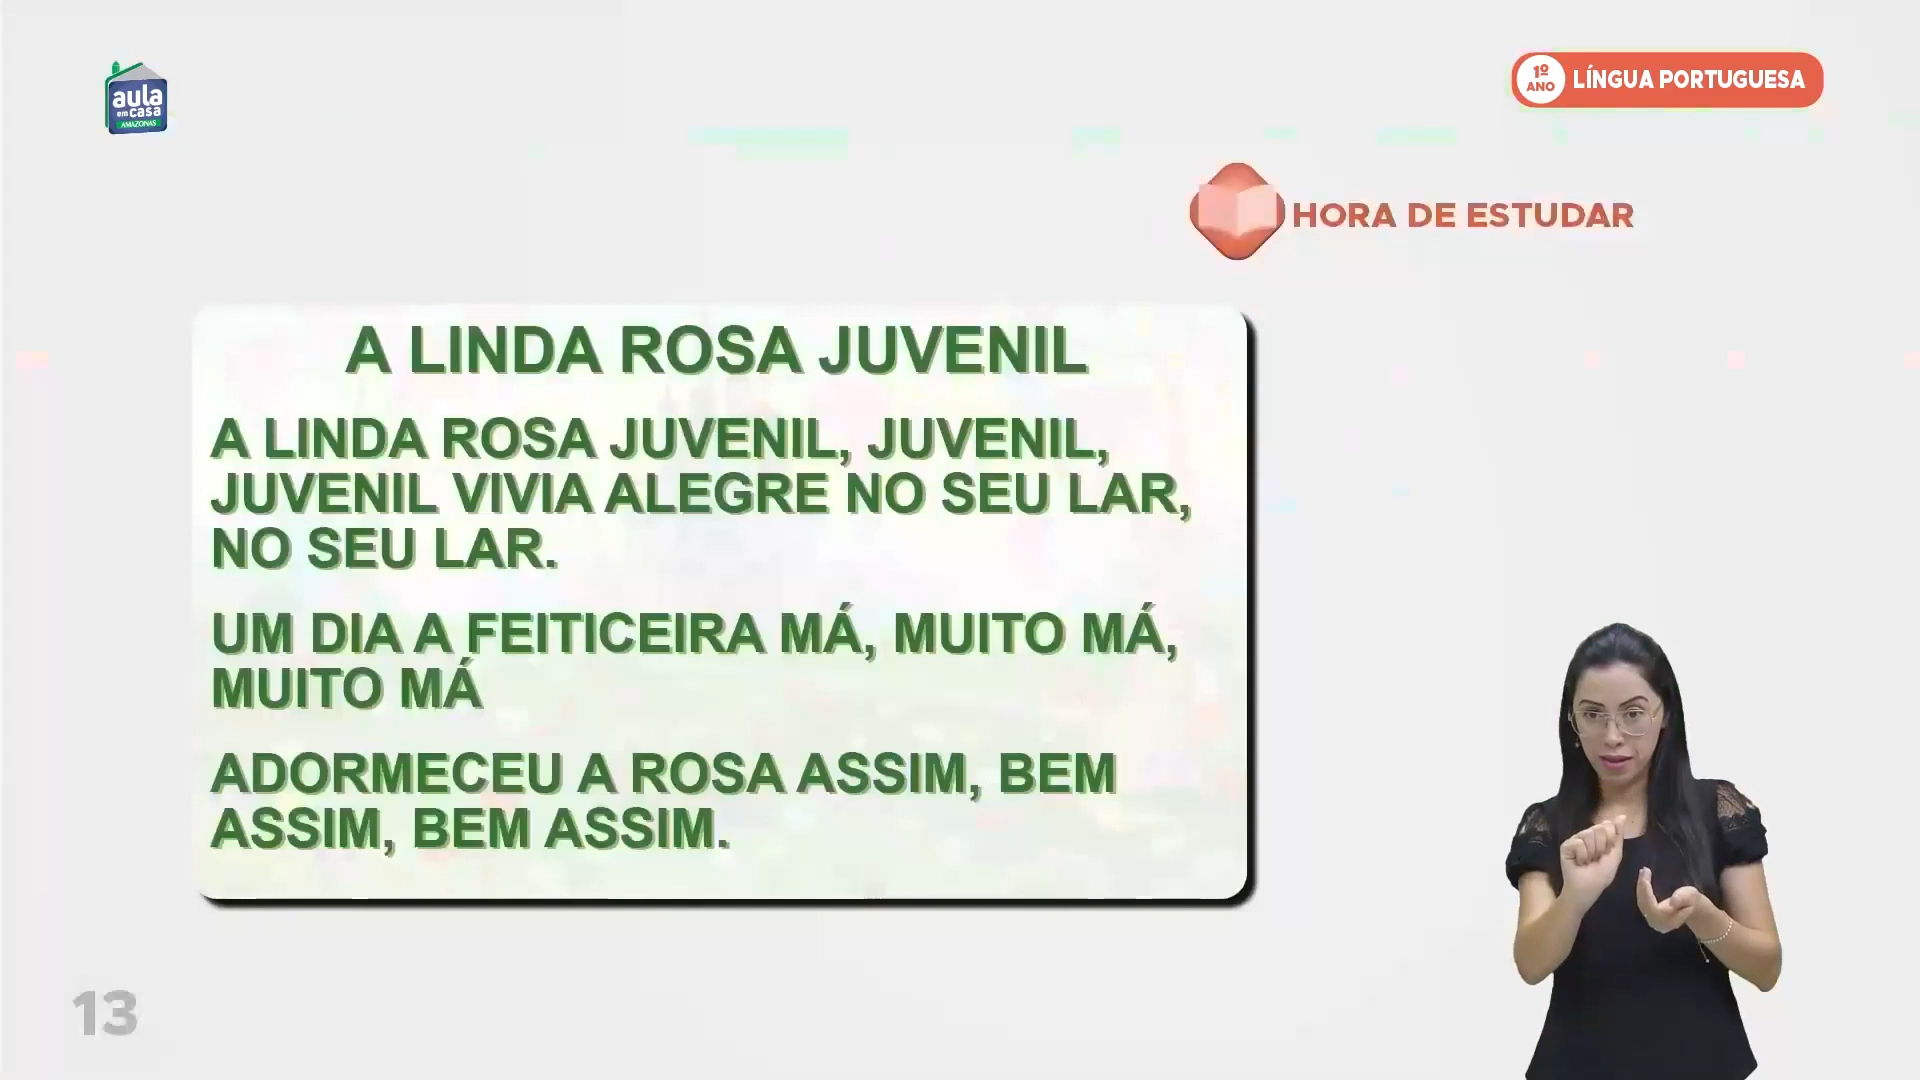 aula
em casa
AMAZONAS
1º
ANO
LÍNGUA PORTUGUESA
HORA DE ESTUDAR
A LINDA ROSA JUVENIL
A LINDA ROSA JUVENIL, JUVENIL,
JUVENIL VIVIA ALEGRE NO SEU LAR,
NO SEU LAR.
UM DIA A FEITICEIRA MÁ, MUITO MÁ,
MUITO MÁ
ADORMECEU A ROSA ASSIM, BEM
ASSIM, BEM ASSIM.
13